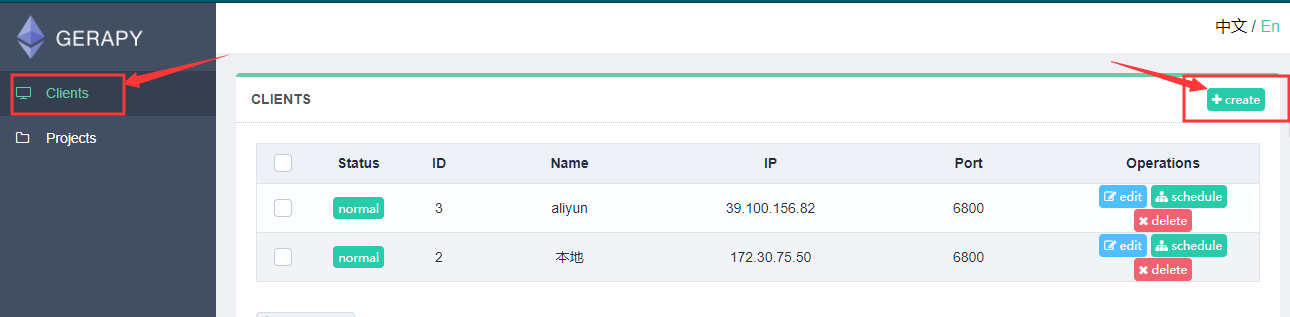 GERAPY
中文 / En
Clients
Projects
CLIENTS
create
Status ID Name IP Port Operations
normal 3 aliyun 39.100.156.82 6800 edit schedule
delete
normal 2 本地 172.30.75.50 6800 edit schedule
delete